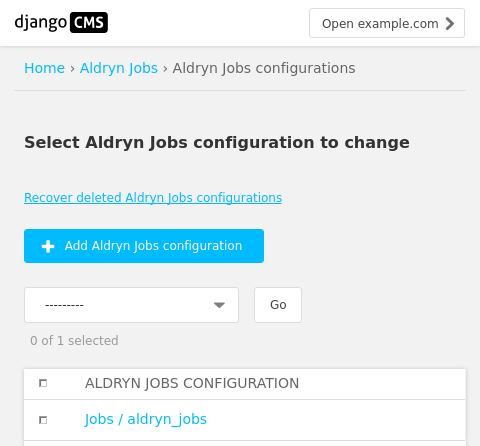 django CMS
Open example.com
Home › Aldryn Jobs › Aldryn Jobs configurations
Select Aldryn Jobs configuration to change
Recover deleted Aldryn Jobs configurations
Add Aldryn Jobs configuration
--------- Go
0 of 1 selected
ALDRYN JOBS CONFIGURATION
Jobs / aldryn_jobs